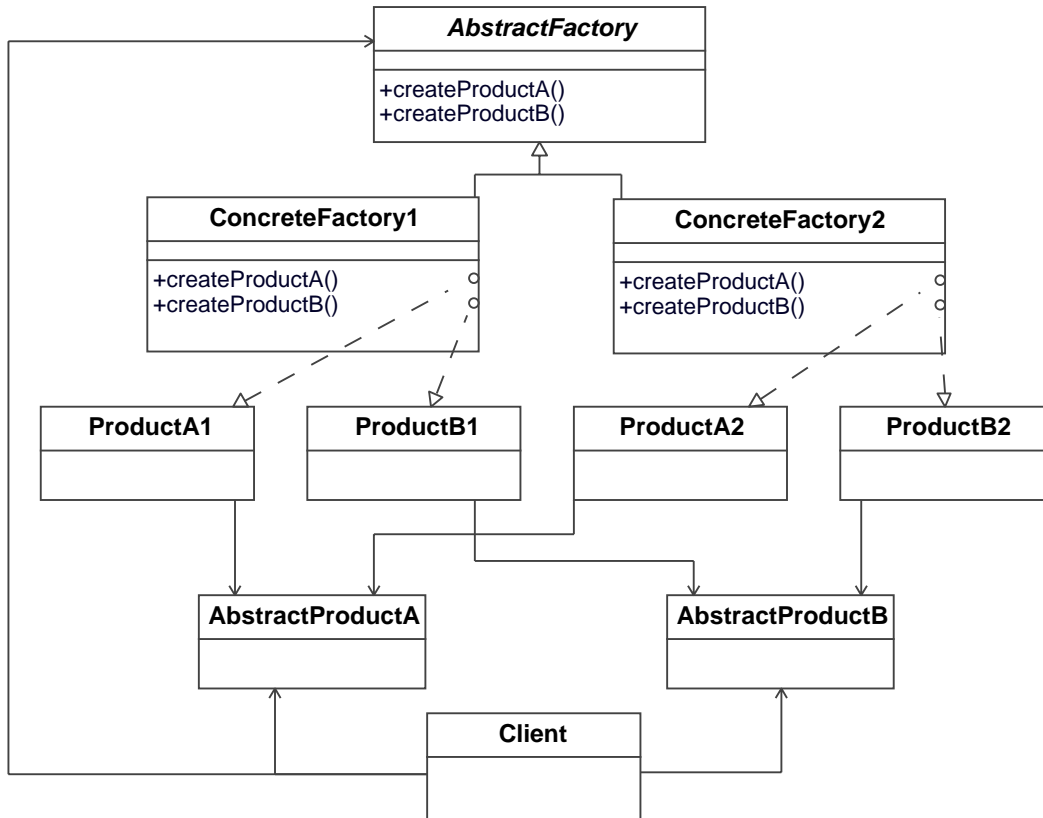 AbstractFactory
+createProductA()
+createProductB()
ConcreteFactory1
+createProductA()
+createProductB()
ConcreteFactory2
+createProductA()
+createProductB()
ProductA1
ProductB1
ProductA2
ProductB2
AbstractProductA
AbstractProductB
Client